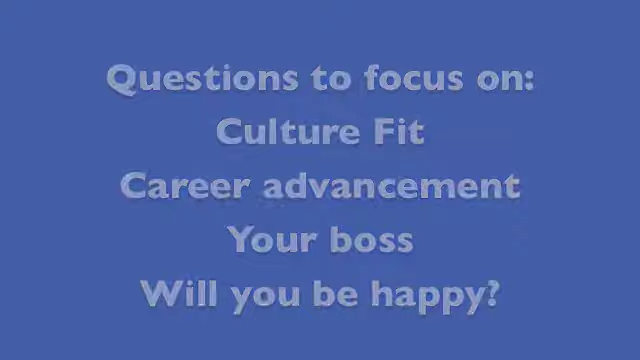 Questions to focus on:
Culture Fit
Career advancement
Your boss
Will you be happy?